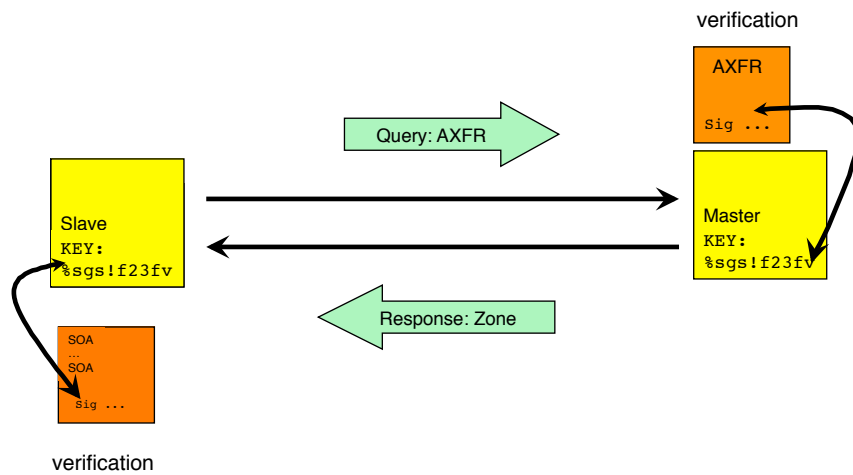 verification
AXFR
Sig ...
Query: AXFR
Slave
KEY:
%sgs!f23fv
Master
KEY:
%sgs!f23fv
Response: Zone
SOA
…
SOA
Sig ...
verification